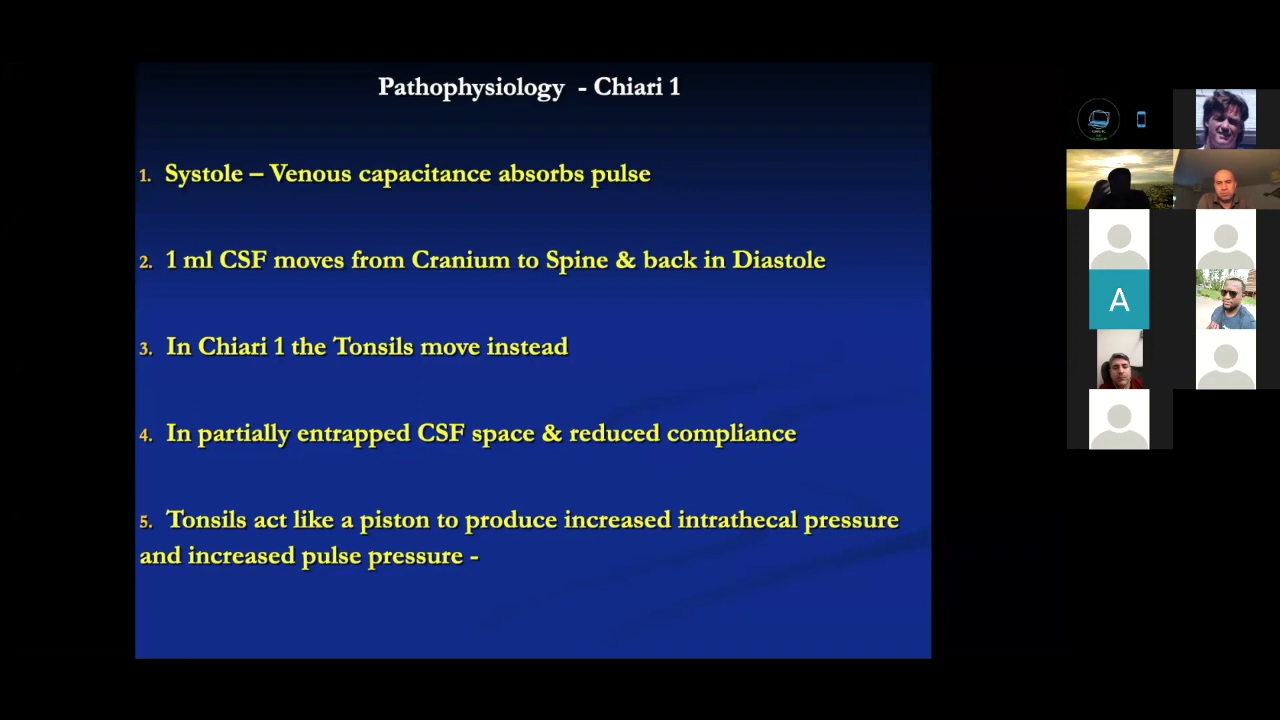 Pathophysiology - Chiari 1
1. Systole – Venous capacitance absorbs pulse
2. 1 ml CSF moves from Cranium to Spine & back in Diastole
3. In Chiari 1 the Tonsils move instead
4. In partially entrapped CSF space & reduced compliance
5. Tonsils act like a piston to produce increased intrathecal pressure
and increased pulse pressure -
A